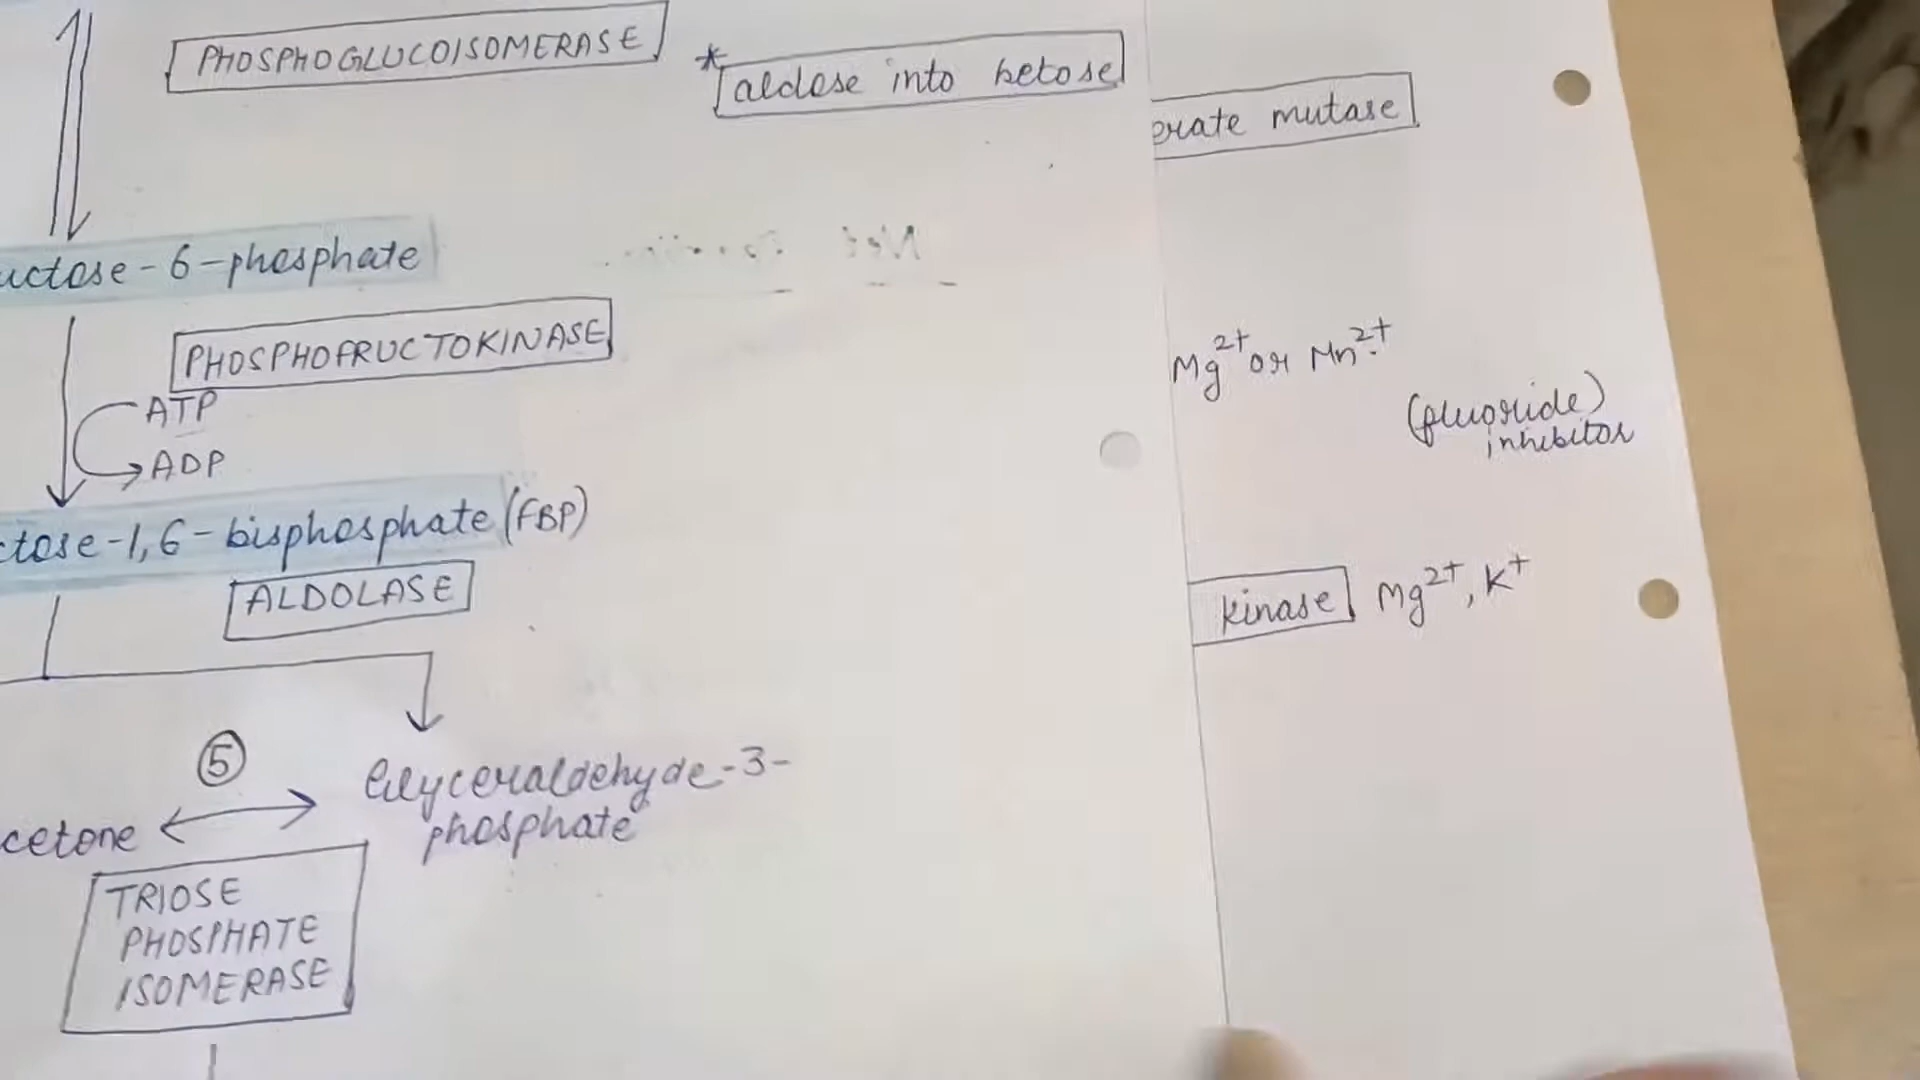 PHOSPHOGLUCOISOMERASE
* aldose into ketose
erate mutase
uctose-6-phosphate
PHOSPHOFRUCTOKINASE
Mg2+ or Mn2+
ATP
(fluoride)
inhibitor
ADP
ctose-1,6-bisphosphate (FBP)
ALDOLASE
kinase Mg2+, K+
5
Glyceraldehyde-3-
phosphate
cetone
TRIOSE
PHOSPHATE
ISOMERASE